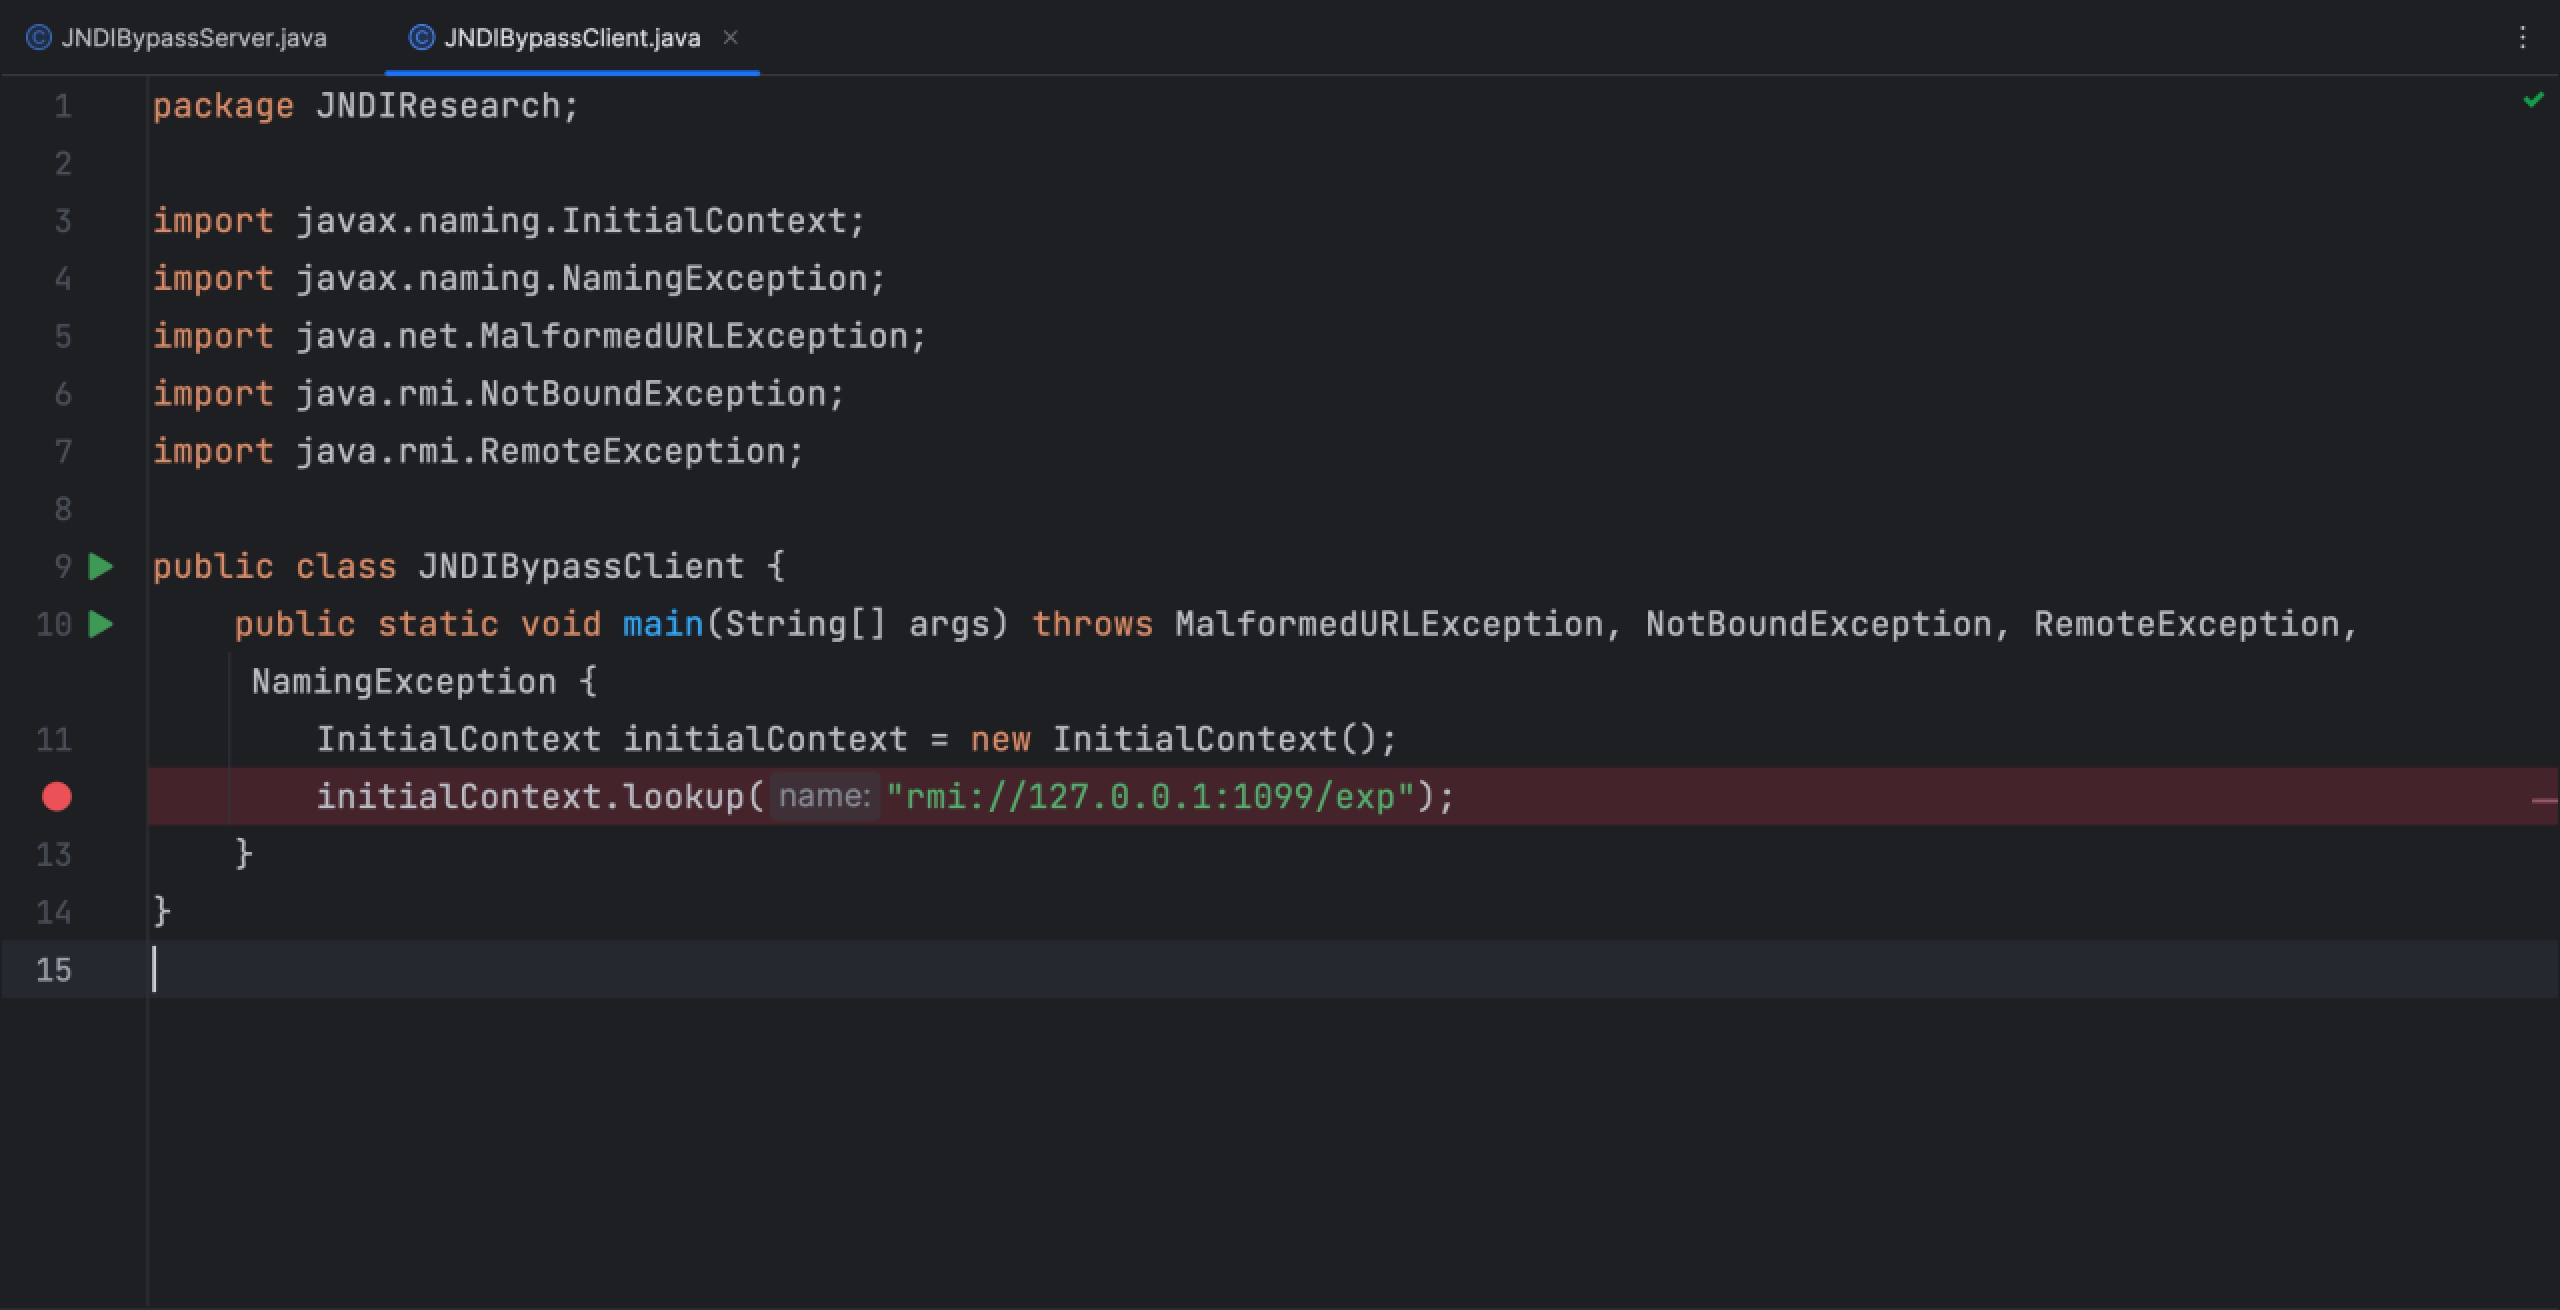 JNDIBypassServer.java JNDIBypassClient.java
1 package JNDIResearch;
2
3 import javax.naming.InitialContext;
4 import javax.naming.NamingException;
5 import java.net.MalformedURLException;
6 import java.rmi.NotBoundException;
7 import java.rmi.RemoteException;
8
9 public class JNDIBypassClient {
10 public static void main(String[] args) throws MalformedURLException, NotBoundException, RemoteException,
NamingException {
11 InitialContext initialContext = new InitialContext();
initialContext.lookup( name: "rmi://127.0.0.1:1099/exp");
13 }
14 }
15